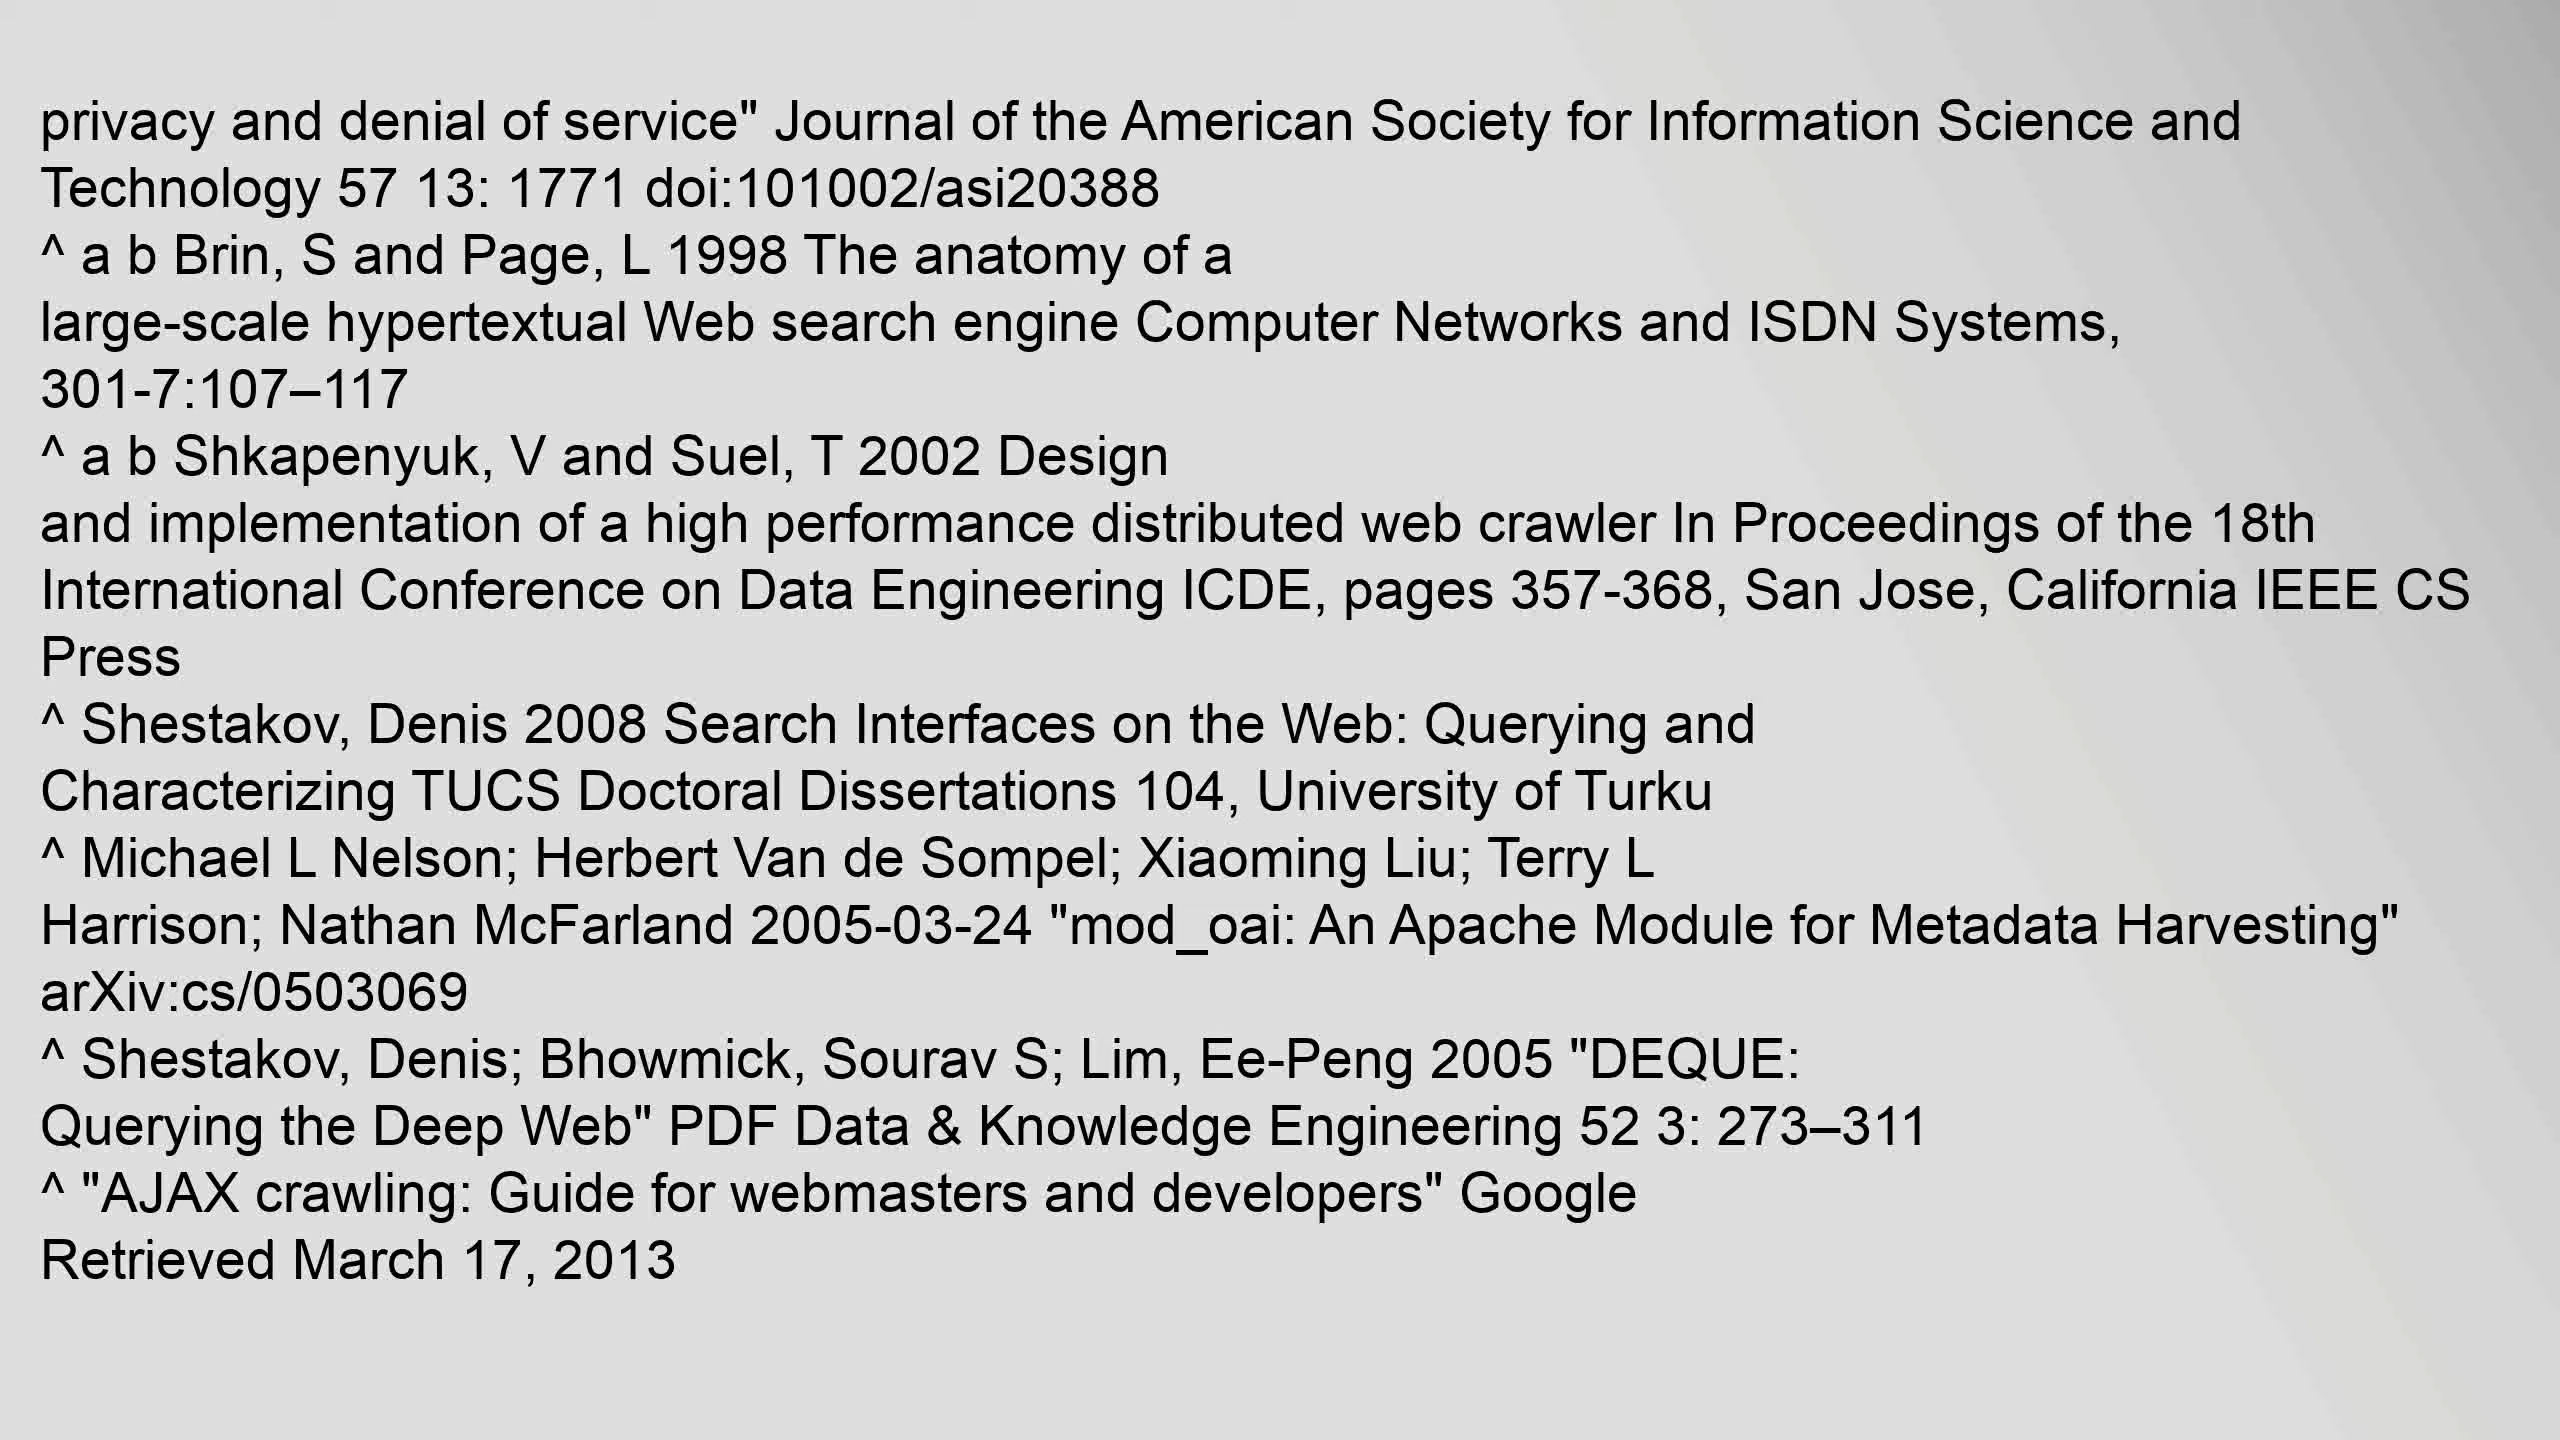 privacy and denial of service" Journal of the American Society for Information Science and
Technology 57 13: 1771 doi:101002/asi20388
^ a b Brin, S and Page, L 1998 The anatomy of a
large-scale hypertextual Web search engine Computer Networks and ISDN Systems,
301-7:107–117
^ a b Shkapenyuk, V and Suel, T 2002 Design
and implementation of a high performance distributed web crawler In Proceedings of the 18th
International Conference on Data Engineering ICDE, pages 357-368, San Jose, California IEEE CS
Press
^ Shestakov, Denis 2008 Search Interfaces on the Web: Querying and
Characterizing TUCS Doctoral Dissertations 104, University of Turku
^ Michael L Nelson; Herbert Van de Sompel; Xiaoming Liu; Terry L
Harrison; Nathan McFarland 2005-03-24 "mod_oai: An Apache Module for Metadata Harvesting"
arXiv:cs/0503069
^ Shestakov, Denis; Bhowmick, Sourav S; Lim, Ee-Peng 2005 "DEQUE:
Querying the Deep Web" PDF Data & Knowledge Engineering 52 3: 273–311
^ "AJAX crawling: Guide for webmasters and developers" Google
Retrieved March 17, 2013